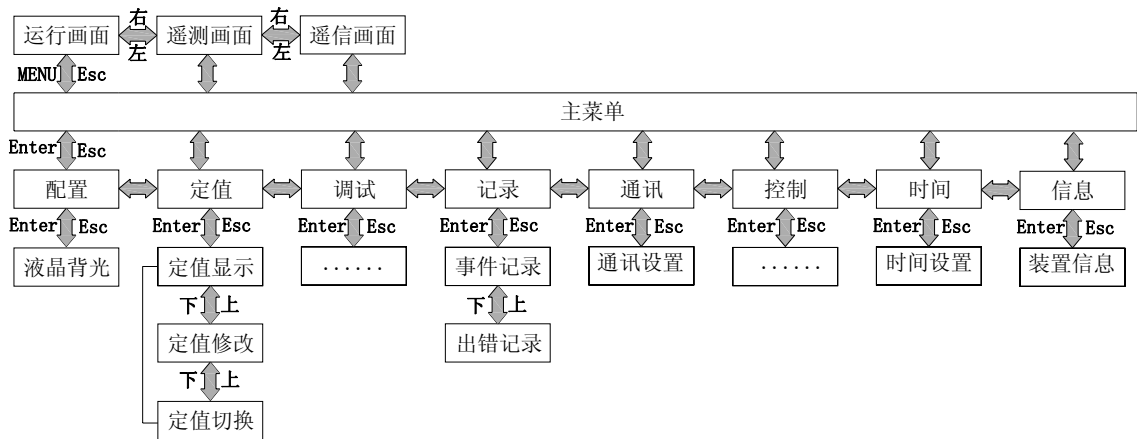 右 右
运行画面 遥测画面 遥信画面
左 左
MENU Esc
主菜单
Enter Esc
配置 定值 调试 记录 通讯 控制 时间 信息
Enter Esc Enter Esc Enter Esc Enter Esc Enter Esc Enter Esc Enter Esc Enter Esc
液晶背光 定值显示 ...... 事件记录 通讯设置 ...... 时间设置 装置信息
下 上 下 上
定值修改 出错记录
下 上
定值切换